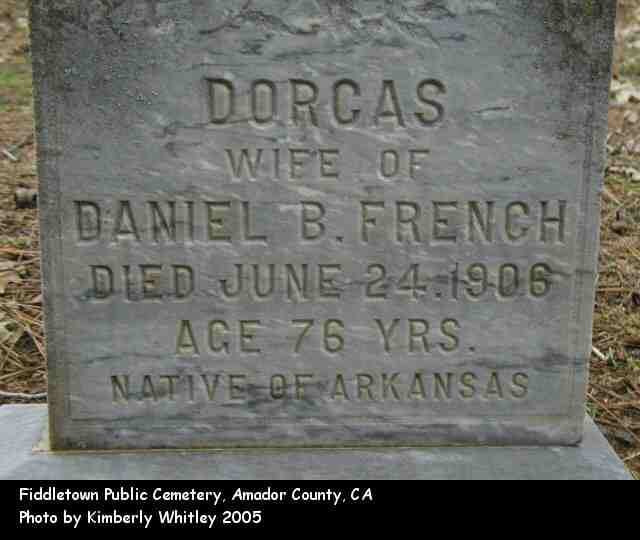 DORCAS
WIFE OF
DANIEL B. FRENCH
DIED JUNE 24.1906
AGE 76 YRS.
NATIVE OF ARKANSAS
Fiddletown Public Cemetery, Amador County, CA
Photo by Kimberly Whitley 2005